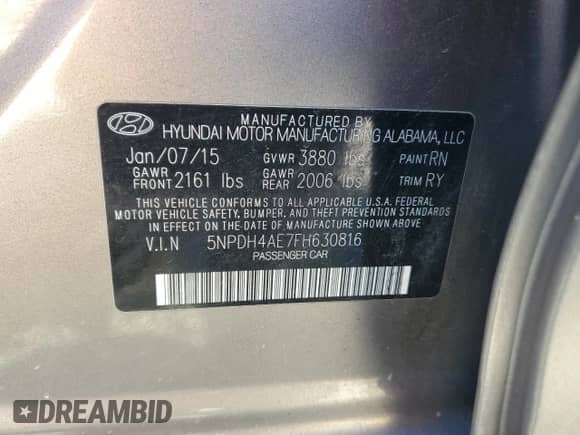 MANUFACTURED BY
HYUNDAI MOTOR MANUFACTURING ALABAMA, LLC
Jan/07/15 GVWR 3880 lbs PAINT RN
GAWR FRONT 2161 lbs GAWR REAR 2006 lbs TRIM RY
THIS VEHICLE CONFORMS TO ALL APPLICABLE U.S.A. FEDERAL
MOTOR VEHICLE SAFETY, BUMPER, AND THEFT PREVENTION STANDARDS
IN EFFECT ON THE DATE OF MANUFACTURE SHOWN ABOVE.
V.I.N 5NPDH4AE7FH630816
PASSENGER CAR
DREAMBID